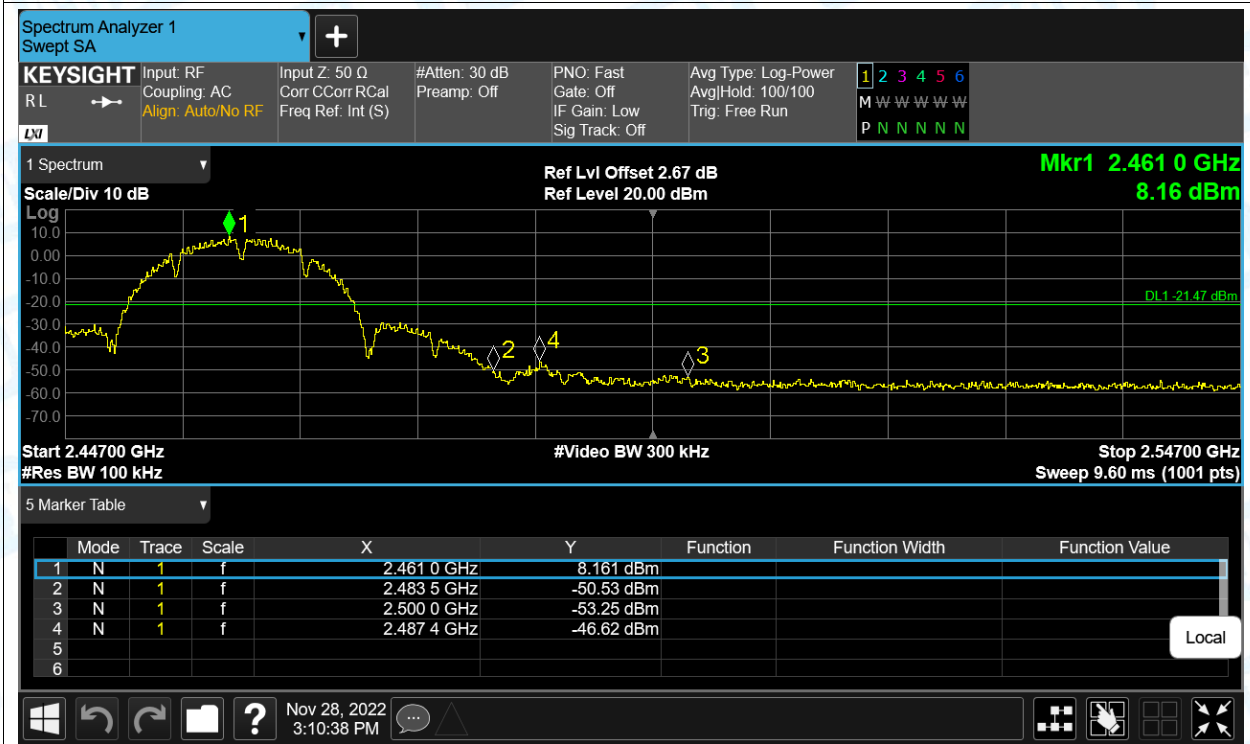 Spectrum Analyzer 1
Swept SA
KEYSIGHT
R L
LXI
Input: RF
Coupling: AC
Align: Auto/No RF
Input Z: 50 Ω
Corr CCorr RCal
Freq Ref: Int (S)
#Atten: 30 dB
Preamp: Off
PNO: Fast
Gate: Off
IF Gain: Low
Sig Track: Off
Avg Type: Log-Power
Avg|Hold: 100/100
Trig: Free Run
1 2 3 4 5 6
M W W W W W
P N N N N N
1 Spectrum
Scale/Div 10 dB
Ref Lvl Offset 2.67 dB
Ref Level 20.00 dBm
Mkr1 2.461 0 GHz
8.16 dBm
Log
10.0
0.00
-10.0
-20.0
-30.0
-40.0
-50.0
-60.0
-70.0
1
2
4
3
DL1 -21.47 dBm
Start 2.44700 GHz
#Res BW 100 kHz
#Video BW 300 kHz
Stop 2.54700 GHz
Sweep 9.60 ms (1001 pts)
5 Marker Table
Mode Trace Scale X Y Function Function Width Function Value
1 N 1 f 2.461 0 GHz 8.161 dBm
2 N 1 f 2.483 5 GHz -50.53 dBm
3 N 1 f 2.500 0 GHz -53.25 dBm
4 N 1 f 2.487 4 GHz -46.62 dBm
5
6
Local
?
Nov 28, 2022
3:10:38 PM